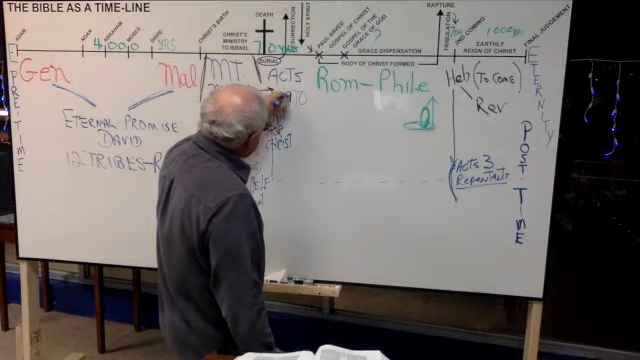 THE BIBLE AS A TIME-LINE
ADAM
NOAH
ABRAHAM
MOSES
DAVID
CHRIST'S BIRTH
CHRIST'S
MINISTRY
TO ISRAEL
DEATH
BURIAL
RESURRECTION
HOLY SPIRIT
PAUL SAVED
GOSPEL OF CHRIST
GOSPEL OF THE
GRACE OF GOD
?
GRACE DISPENSATION
BODY OF CHRIST FORMED
RAPTURE
TRIBULATION
2ND COMING
1000
EARTHLY
REIGN OF CHRIST
FINAL JUDGEMENT
4,000 YRS
Gen
Mal
MT
ACTS
Rom-Phile
Heb (To COME)
Rev
ETERNAL PROMISE
DAVID
12 TRIBES-
CHRIST
ACTS 3
REPENTANTS
PRE-TIME
ETERNITY
POST-TIME